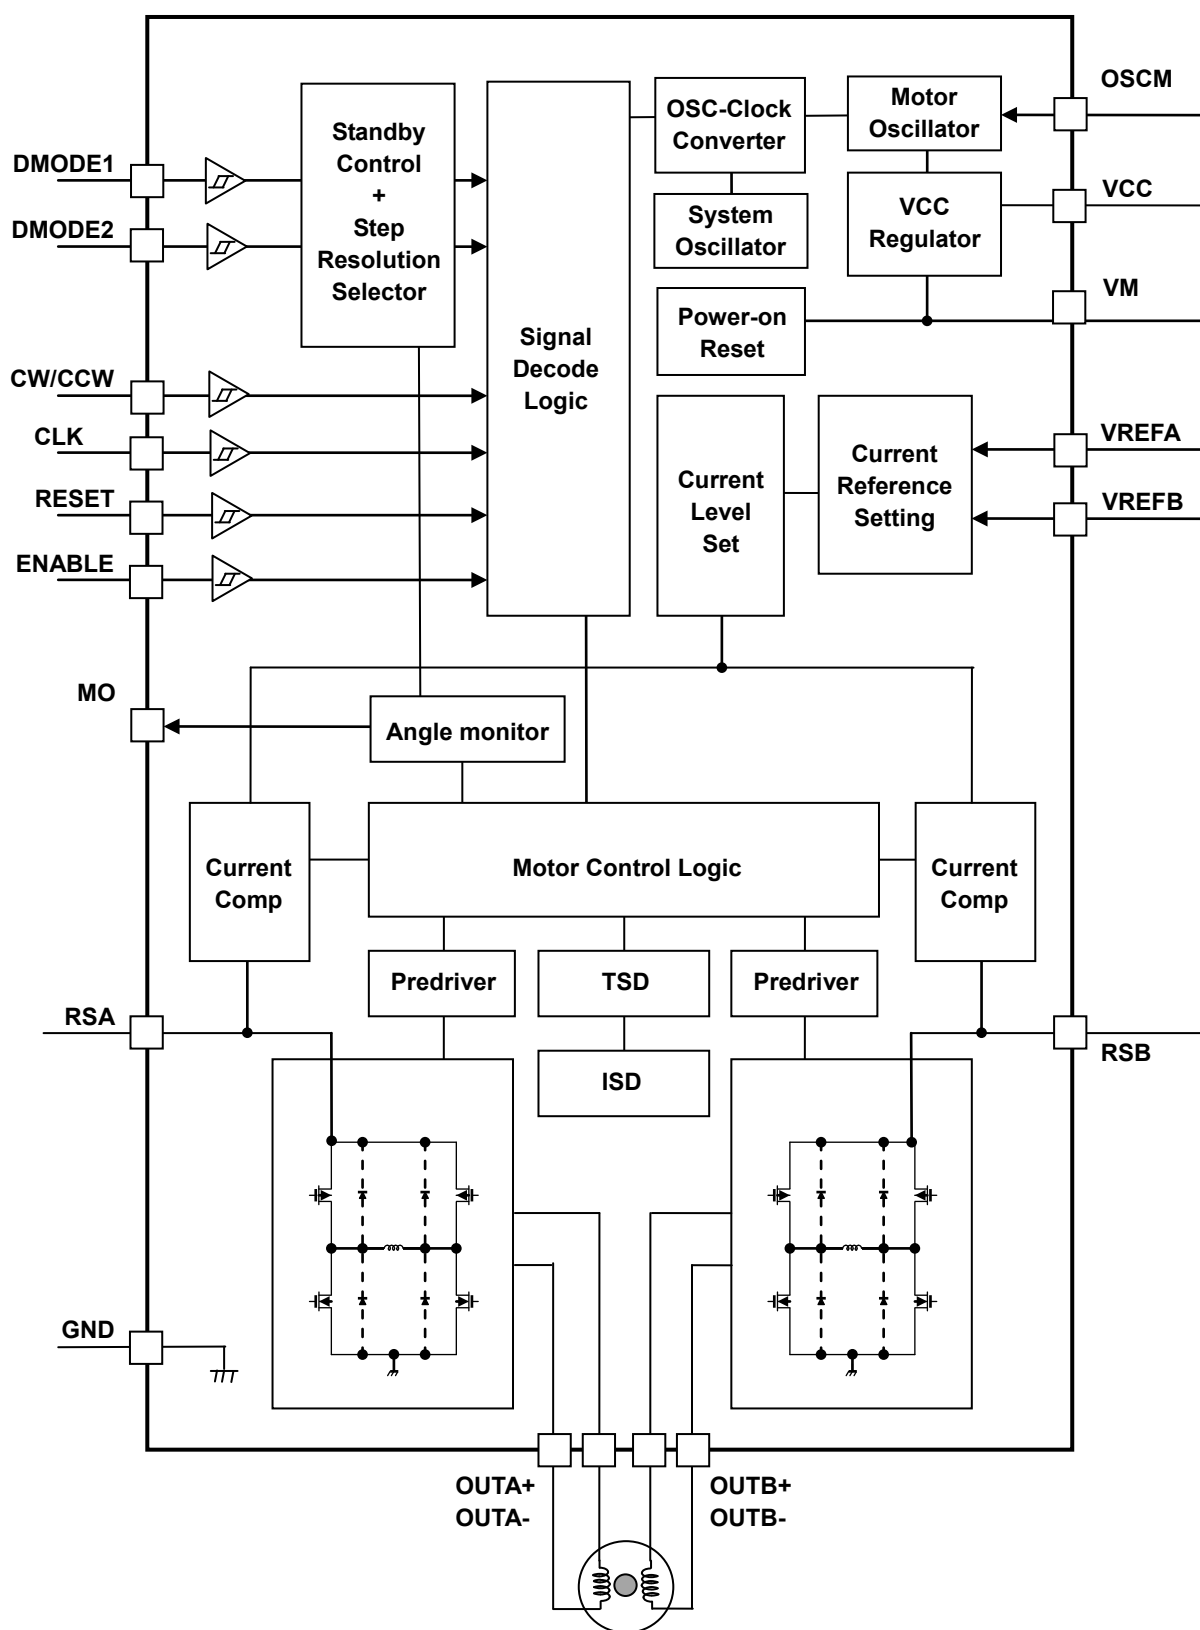 OSCM
Motor
Oscillator
OSC-Clock
Converter
Standby
Control
+
Step
Resolution
Selector
DMODE1
DMODE2
VCC
VCC
Regulator
System
Oscillator
VM
Power-on
Reset
Signal
Decode
Logic
CW/CCW
CLK
RESET
ENABLE
VREFA
VREFB
Current
Reference
Setting
Current
Level
Set
MO
Angle monitor
Current
Comp
Motor Control Logic
Current
Comp
Predriver
TSD
Predriver
RSA
RSB
ISD
GND
OUTA+
OUTA-
OUTB+
OUTB-